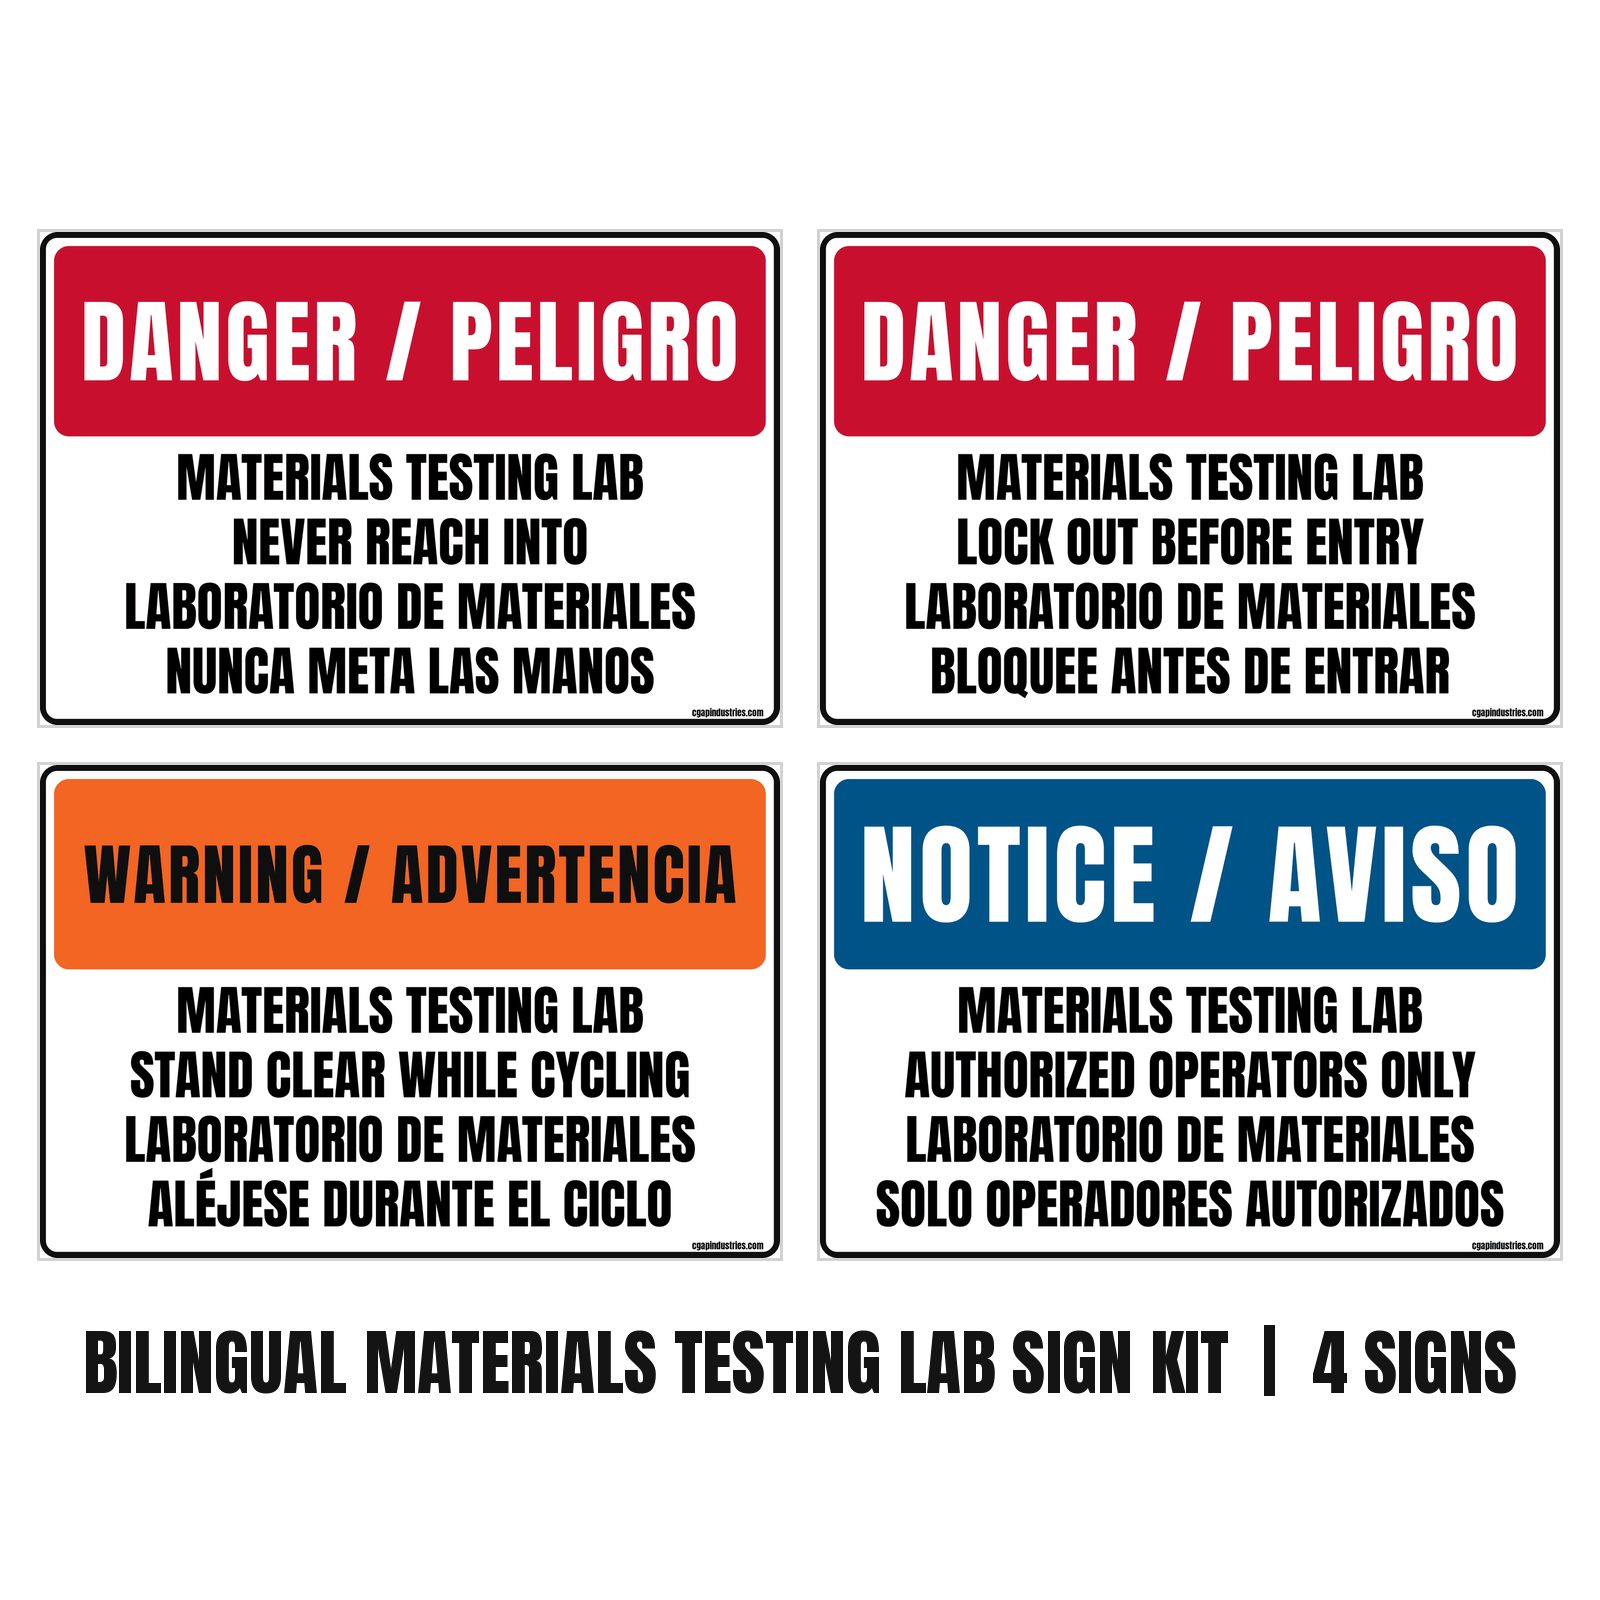 DANGER / PELIGRO
MATERIALS TESTING LAB
NEVER REACH INTO
LABORATORIO DE MATERIALES
NUNCA META LAS MANOS
cgapindustries.com
DANGER / PELIGRO
MATERIALS TESTING LAB
LOCK OUT BEFORE ENTRY
LABORATORIO DE MATERIALES
BLOQUEE ANTES DE ENTRAR
cgapindustries.com
WARNING / ADVERTENCIA
MATERIALS TESTING LAB
STAND CLEAR WHILE CYCLING
LABORATORIO DE MATERIALES
ALÉJESE DURANTE EL CICLO
cgapindustries.com
NOTICE / AVISO
MATERIALS TESTING LAB
AUTHORIZED OPERATORS ONLY
LABORATORIO DE MATERIALES
SOLO OPERADORES AUTORIZADOS
cgapindustries.com
BILINGUAL MATERIALS TESTING LAB SIGN KIT | 4 SIGNS